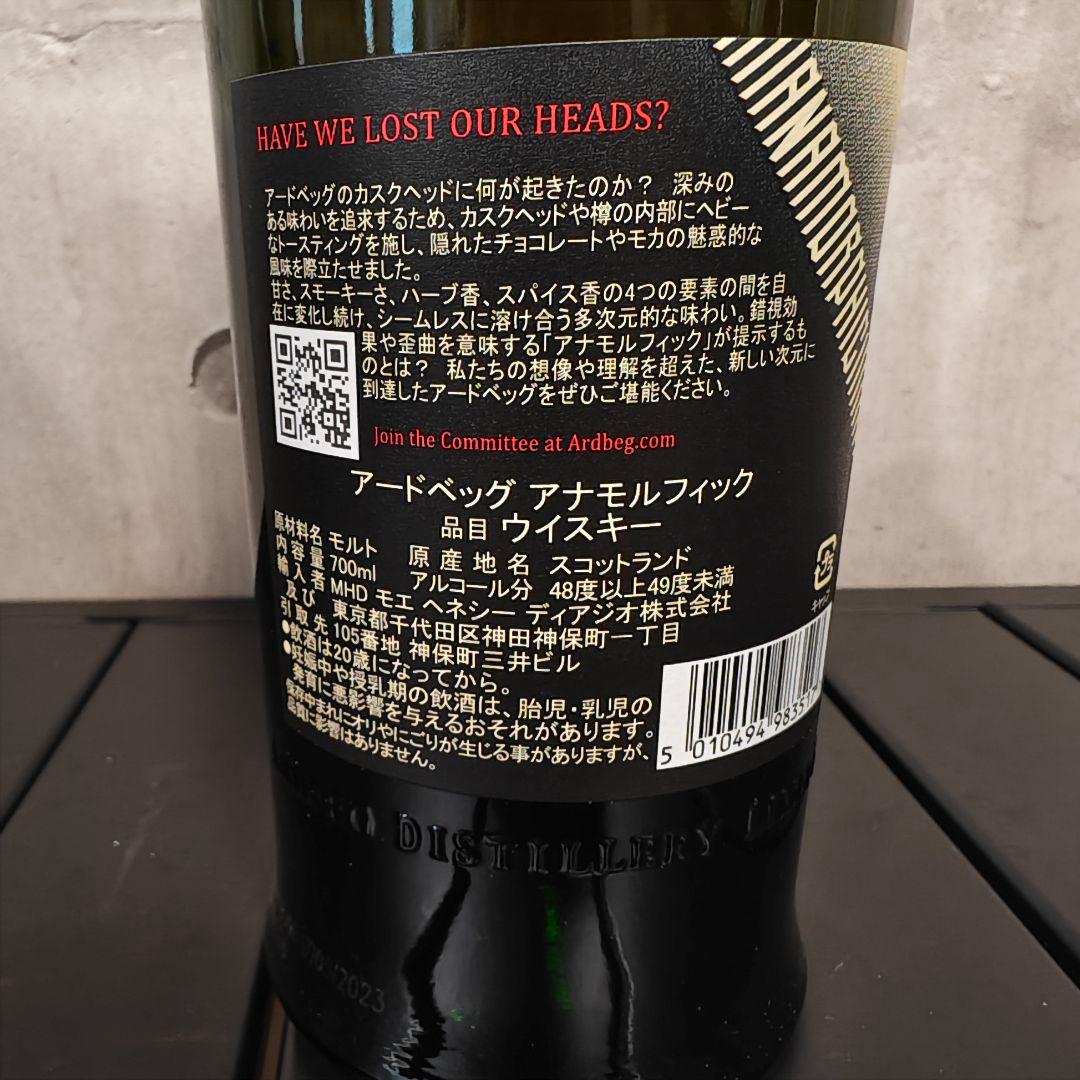 HAVE WE LOST OUR HEADS?
アードベッグのカスクヘッドに何が起きたのか？ 深みの
ある味わいを追求するため、カスクヘッドや樽の内部にヘビー
なトースティングを施し、隠れたチョコレートやモカの魅惑的な
風味を際立たせました。
甘さ、スモーキーさ、ハーブ香、スパイス香の4つの要素の間を自
在に変化し続け、シームレスに溶け合う多次元的な味わい。錯視効
果や歪曲を意味する「アナモルフィック」が提示するも
のとは？ 私たちの想像や理解を超えた、新しい次元に
到達したアードベッグをぜひご堪能ください。
Join the Committee at Ardbeg.com
アードベッグ アナモルフィック
品目 ウイスキー
原材料名 モルト 原産地名 スコットランド
内容量 700ml アルコール分 48度以上49度未満
輸入者 MHD モエ ヘネシー ディアジオ株式会社
及び 東京都千代田区神田神保町一丁目
引取先 105番地 神保町三井ビル
●飲酒は20歳になってから。
●妊娠中や授乳期の飲酒は、胎児・乳児の
発育に悪影響を与えるおそれがあります。
保存中まれにオリやにごりが生じる事がありますが、
品質に影響はありません。
5 010494 98351
DISTILLERY
2023